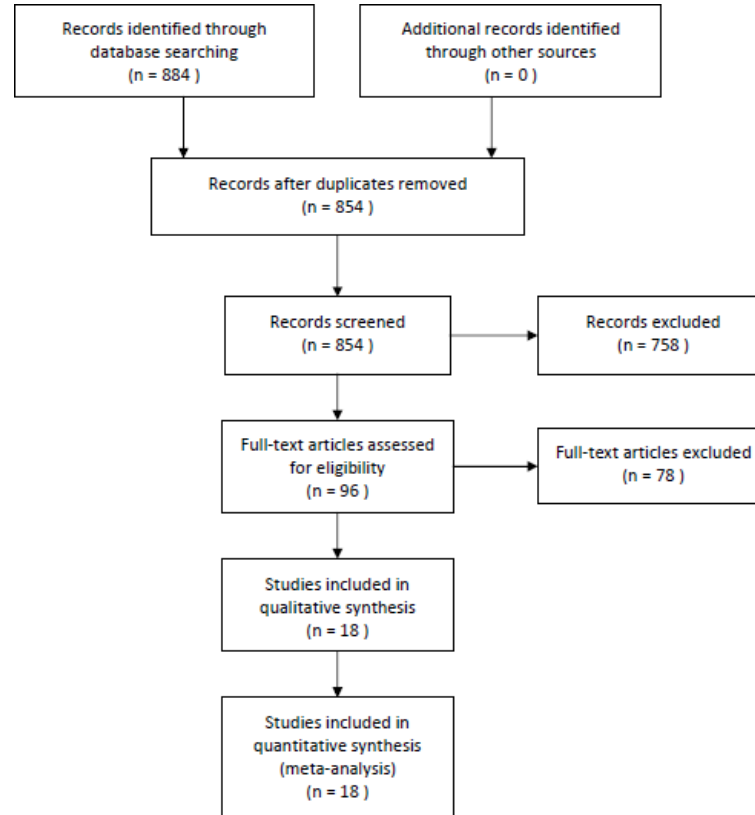 Records identified through
database searching
(n = 884 )
Additional records identified
through other sources
(n = 0 )
Records after duplicates removed
(n = 854 )
Records screened
(n = 854 )
Records excluded
(n = 758 )
Full-text articles assessed
for eligibility
(n = 96 )
Full-text articles excluded
(n = 78 )
Studies included in
qualitative synthesis
(n = 18 )
Studies included in
quantitative synthesis
(meta-analysis)
(n = 18 )